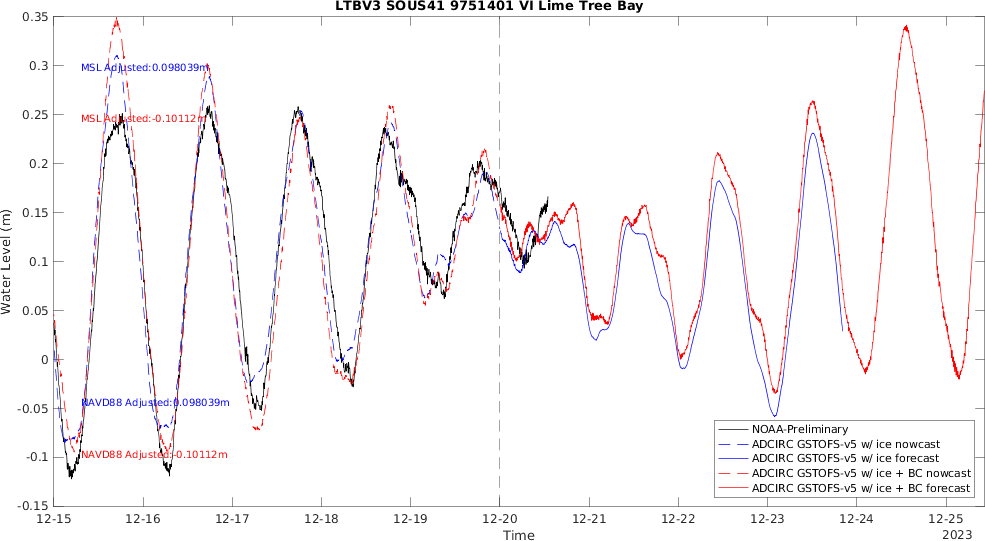 LTBV3 SOUS41 9751401 VI Lime Tree Bay
0.35
0.3
0.25
0.2
0.15
0.1
0.05
0
-0.05
-0.1
-0.15
Water Level (m)
MSL Adjusted:0.098039m
MSL Adjusted:-0.10112m
NAVD88 Adjusted:0.098039m
NAVD88 Adjusted:-0.10112m
NOAA-Preliminary
ADCIRC GSTOFS-v5 w/ ice nowcast
ADCIRC GSTOFS-v5 w/ ice forecast
ADCIRC GSTOFS-v5 w/ ice + BC nowcast
ADCIRC GSTOFS-v5 w/ ice + BC forecast
12-15 12-16 12-17 12-18 12-19 12-20 12-21 12-22 12-23 12-24 12-25
Time
2023